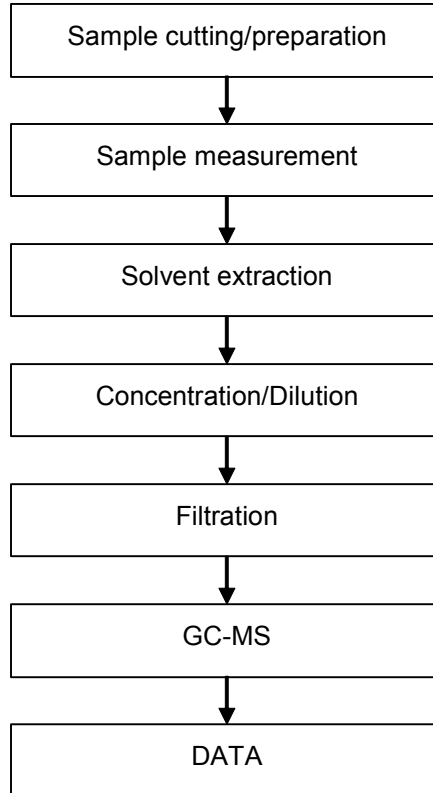 Sample cutting/preparation
Sample measurement
Solvent extraction
Concentration/Dilution
Filtration
GC-MS
DATA